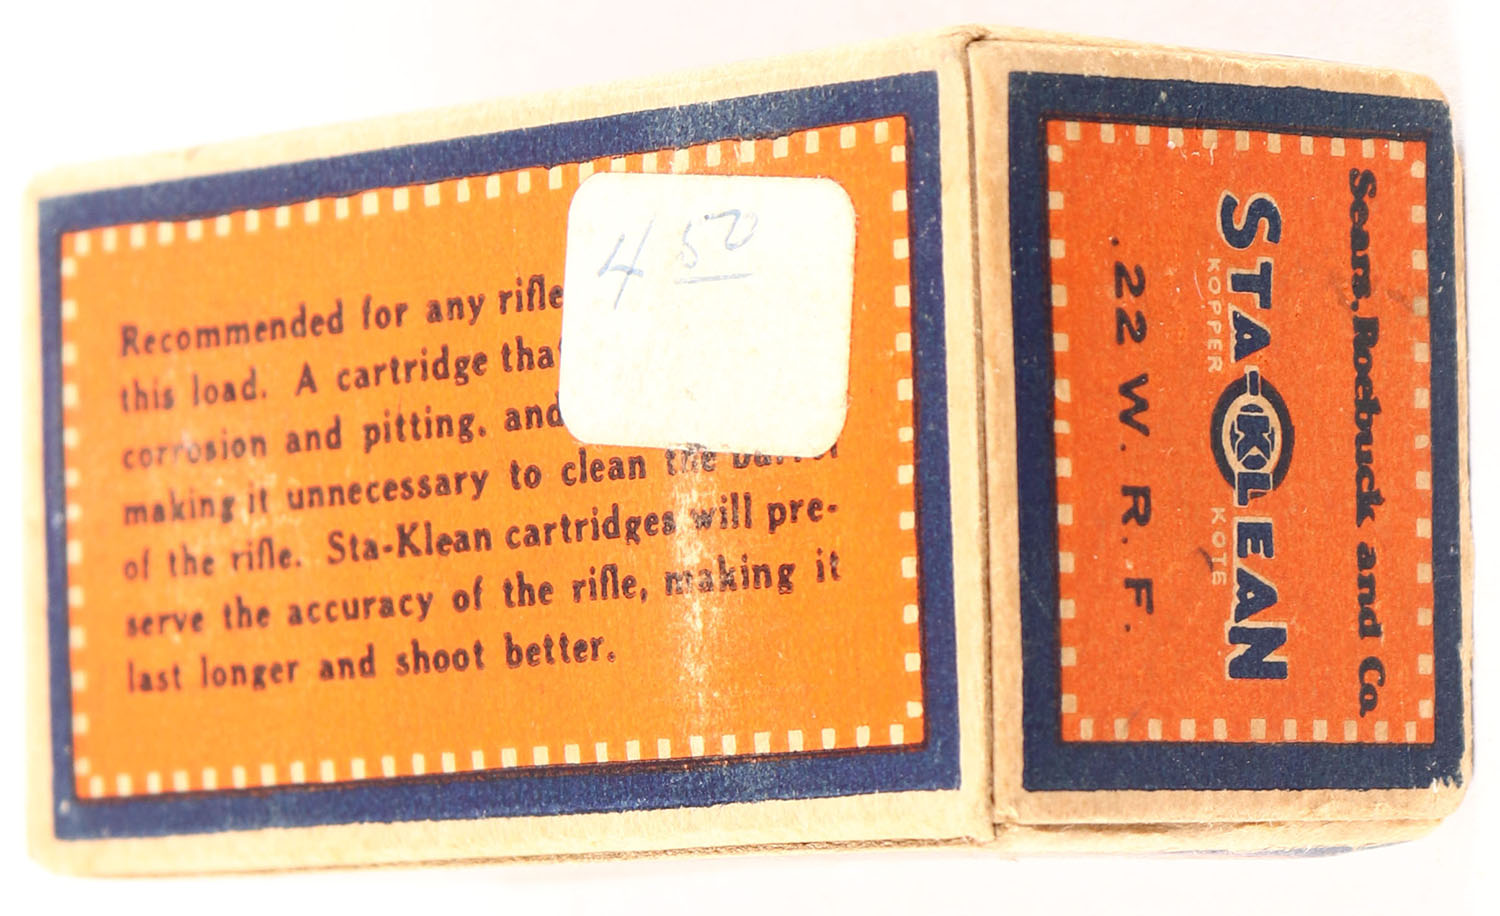 Recommended for any rifle
this load. A cartridge
corrosion and pitting, and
making it unnecessary to clean the
of the rifle. Sta-Klean cartridges will pre-
serve the accuracy of the rifle, making it
last longer and shoot better.
4 50
Sears, Roebuck and Co
STA-KLEAN
KOPPER KOTE
.22 W. R. F.